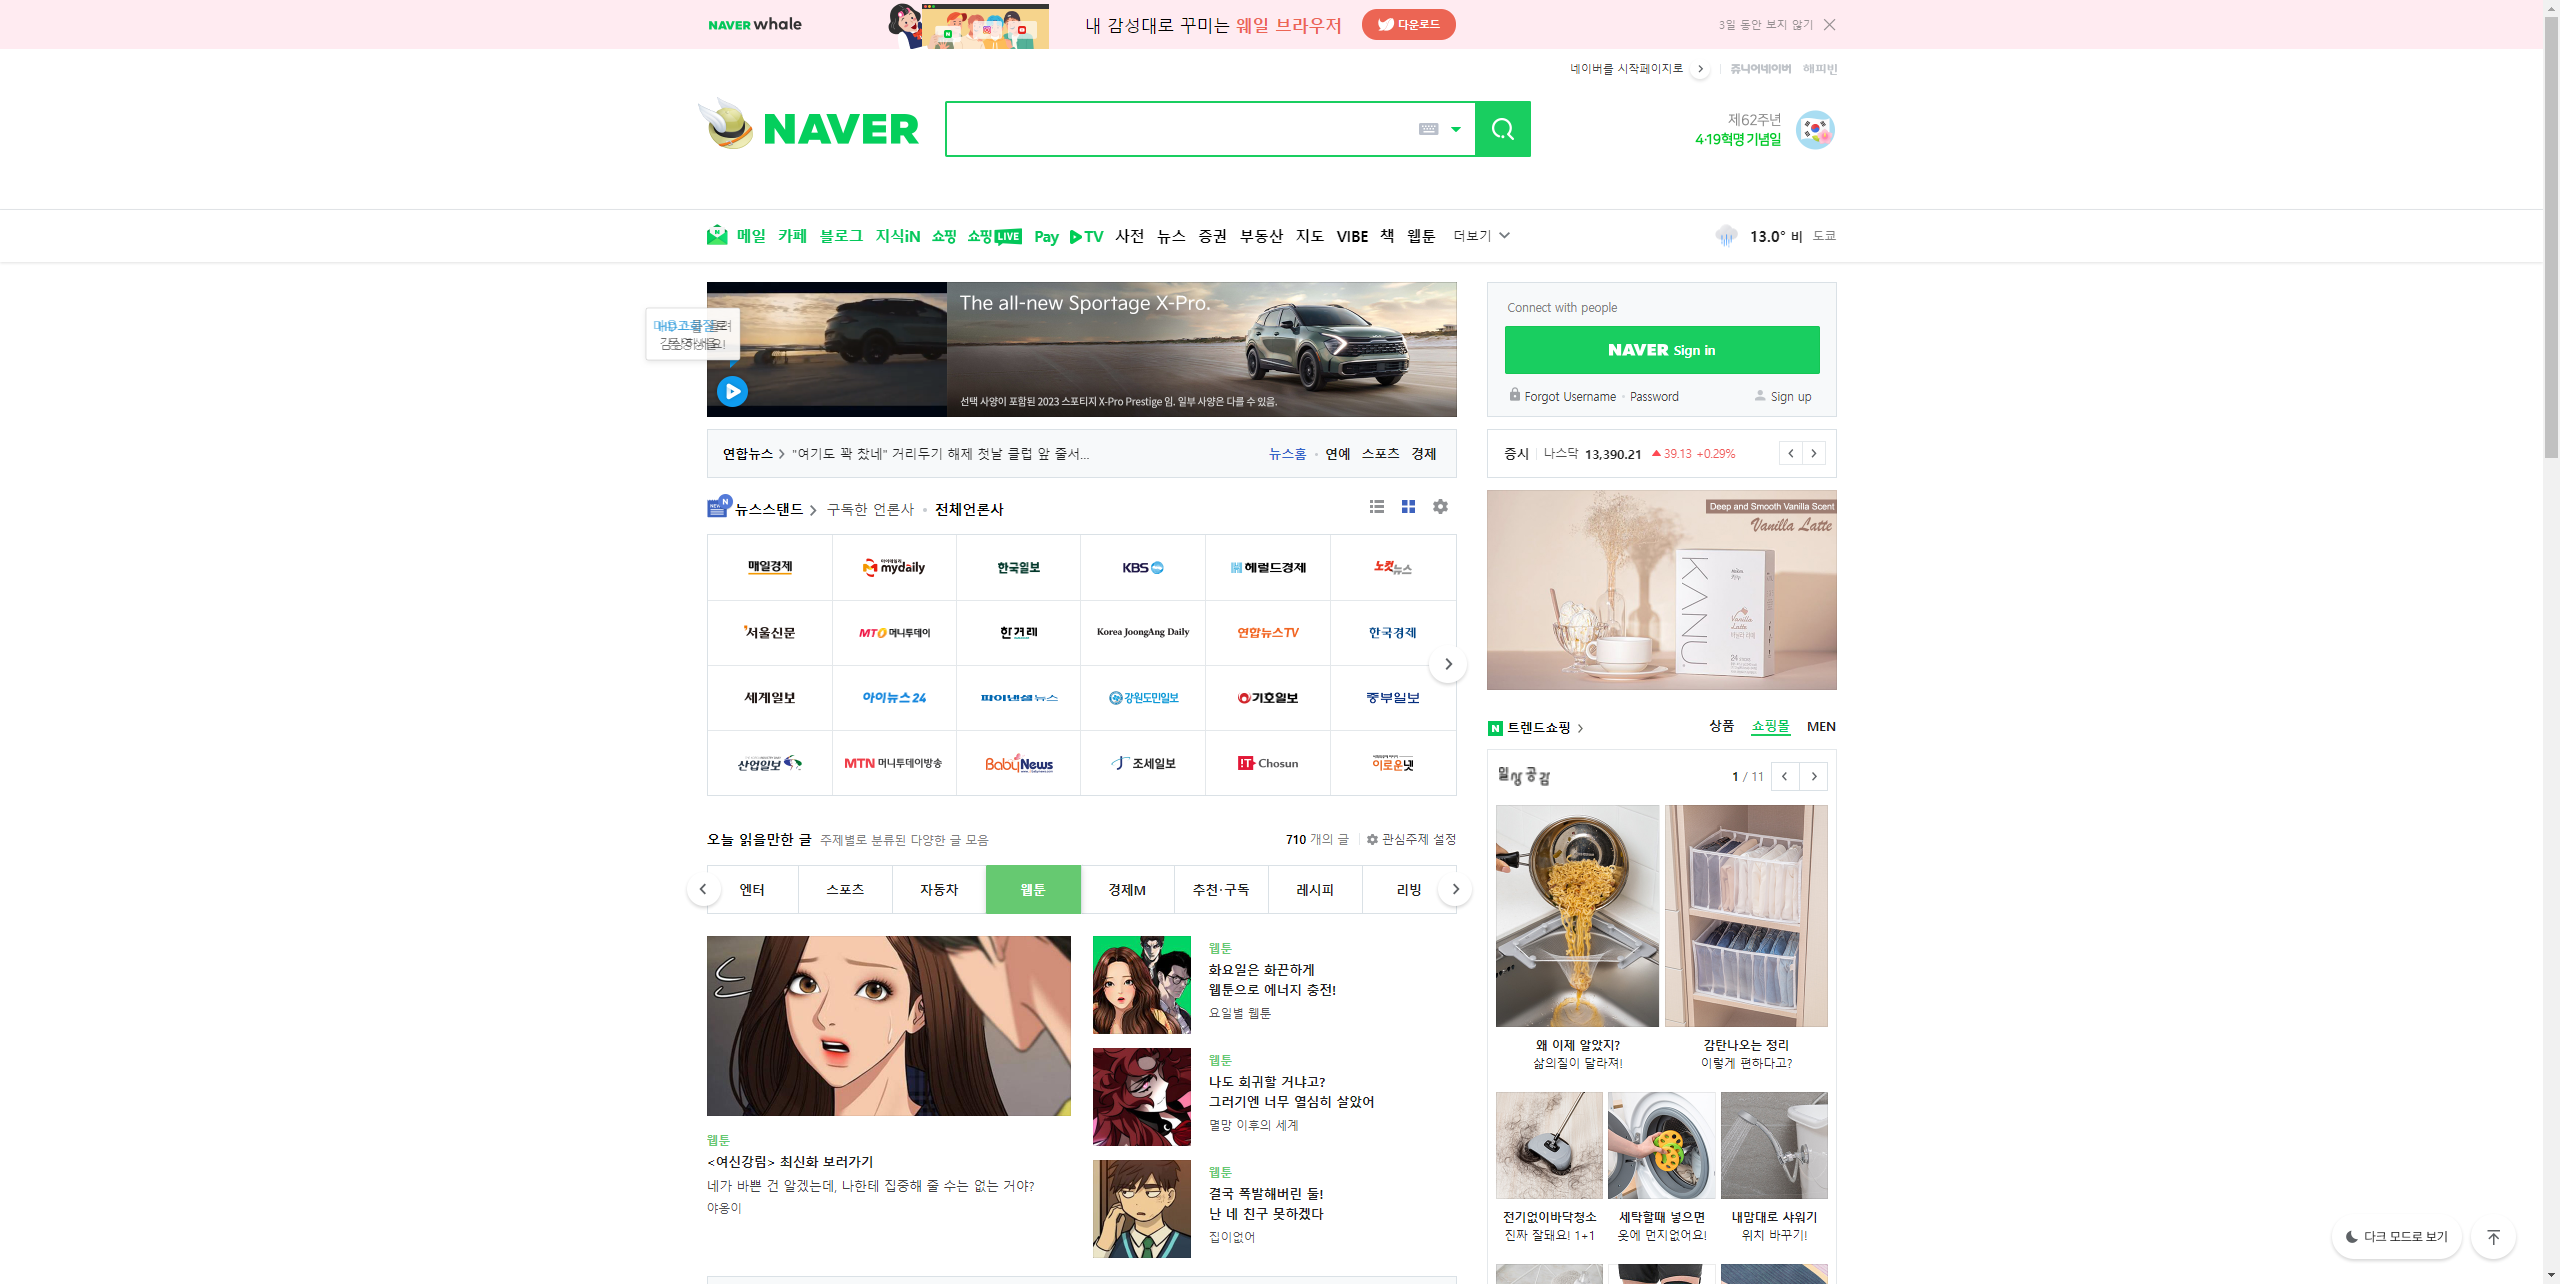 NAVER whale
내 감성대로 꾸미는 웨일 브라우저
다운로드
3일 동안 보지 않기
네이버를 시작페이지로
쥬니어네이버 해피빈
NAVER
제62주년
4·19혁명 기념일
메일 카페 블로그 지식iN 쇼핑 쇼핑LIVE Pay TV 사전 뉴스 증권 부동산 지도 VIBE 책 웹툰 더보기
13.0° 비 도쿄
The all-new Sportage X-Pro.
선택 사양이 포함된 2023 스포티지 X-Pro Prestige 임. 일부 사양은 다를 수 있음.
Connect with people
NAVER Sign in
Forgot Username · Password
Sign up
연합뉴스 > "여기도 꽉 찼네" 거리두기 해제 첫날 클럽 앞 줄서...
뉴스홈 · 연예 스포츠 경제
증시 나스닥 13,390.21 ▲ 39.13 +0.29%
뉴스스탠드 > 구독한 언론사 · 전체언론사
매일경제 마이데일리 mydaily 한국일보 KBS 헤럴드경제 노컷뉴스
서울신문 MTO 머니투데이 한겨레 Korea JoongAng Daily 연합뉴스TV 한국경제
세계일보 아이뉴스24 파이낸셜뉴스 강원도민일보 기호일보 중부일보
산업일보 MTN 머니투데이방송 BabyNews 조세일보 IT Chosun 이로운넷
Deep and Smooth Vanilla Scent
Vanilla Latte
KANU
Vanilla
Latte
바닐라 라떼
24
트렌드쇼핑 >
상품 쇼핑몰 MEN
일상공감
1 / 11
왜 이제 알았지?
삶의질이 달라져!
감탄나오는 정리
이렇게 편하다고?
전기없이바닥청소
진짜 잘돼요! 1+1
세탁할때 넣으면
옷에 먼지없어요!
내맘대로 샤워기
위치 바꾸기!
오늘 읽을만한 글 주제별로 분류된 다양한 글 모음
710 개의 글 관심주제 설정
엔터 스포츠 자동차 웹툰 경제M 추천·구독 레시피 리빙
웹툰
<여신강림> 최신화 보러가기
네가 바쁜 건 알겠는데, 나한테 집중해 줄 수는 없는 거야?
야옹이
웹툰
화요일은 화끈하게
웹툰으로 에너지 충전!
요일별 웹툰
웹툰
나도 회귀할 거냐고?
그러기엔 너무 열심히 살았어
멸망 이후의 세계
웹툰
결국 폭발해버린 둘!
난 네 친구 못하겠다
집이없어
다크 모드로 보기